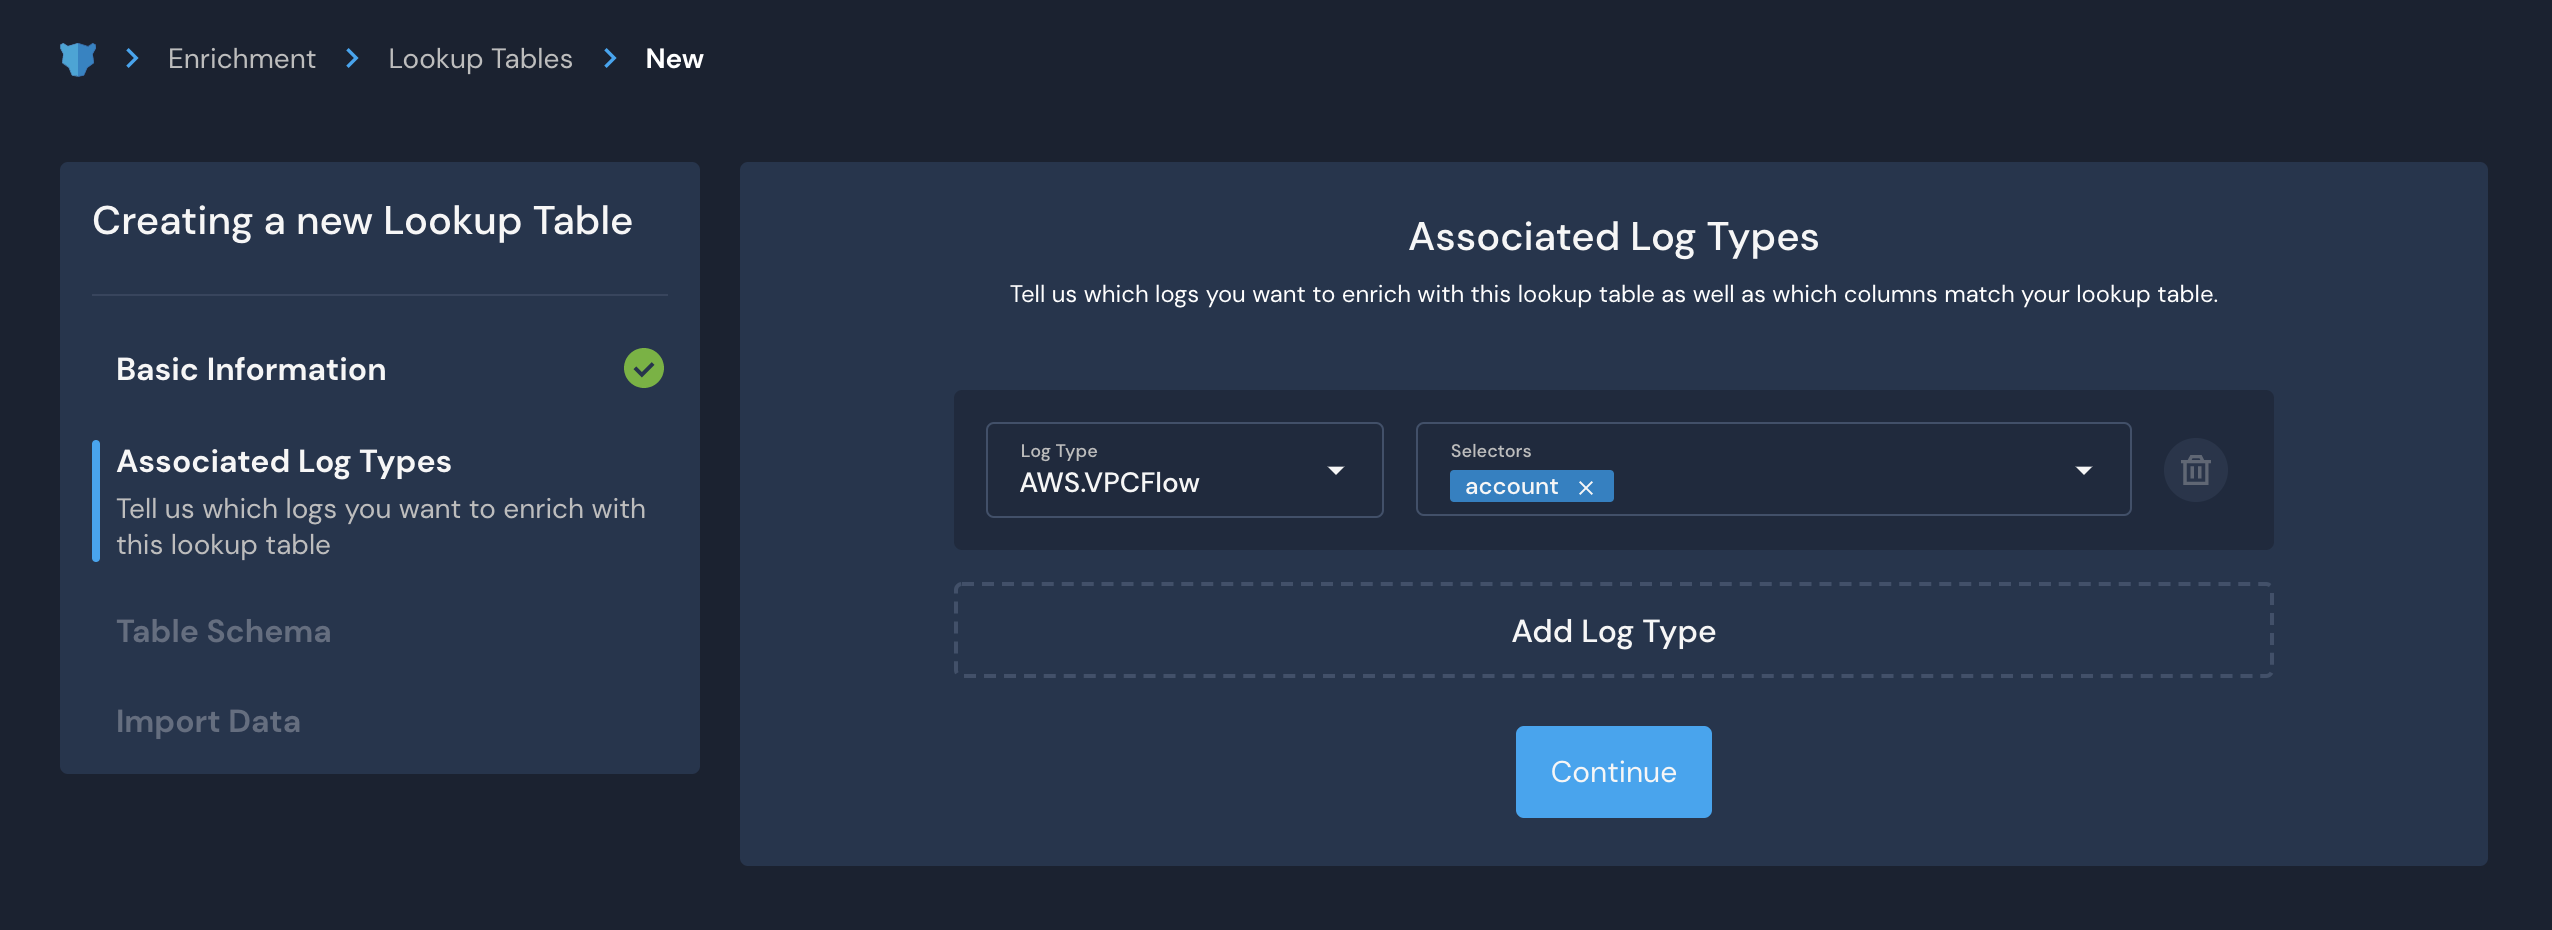 Enrichment Lookup Tables New
Creating a new Lookup Table
Basic Information
Associated Log Types
Tell us which logs you want to enrich with
this lookup table
Table Schema
Import Data
Associated Log Types
Tell us which logs you want to enrich with this lookup table as well as which columns match your lookup table.
Log Type
AWS.VPCFlow
Selectors
account
Add Log Type
Continue